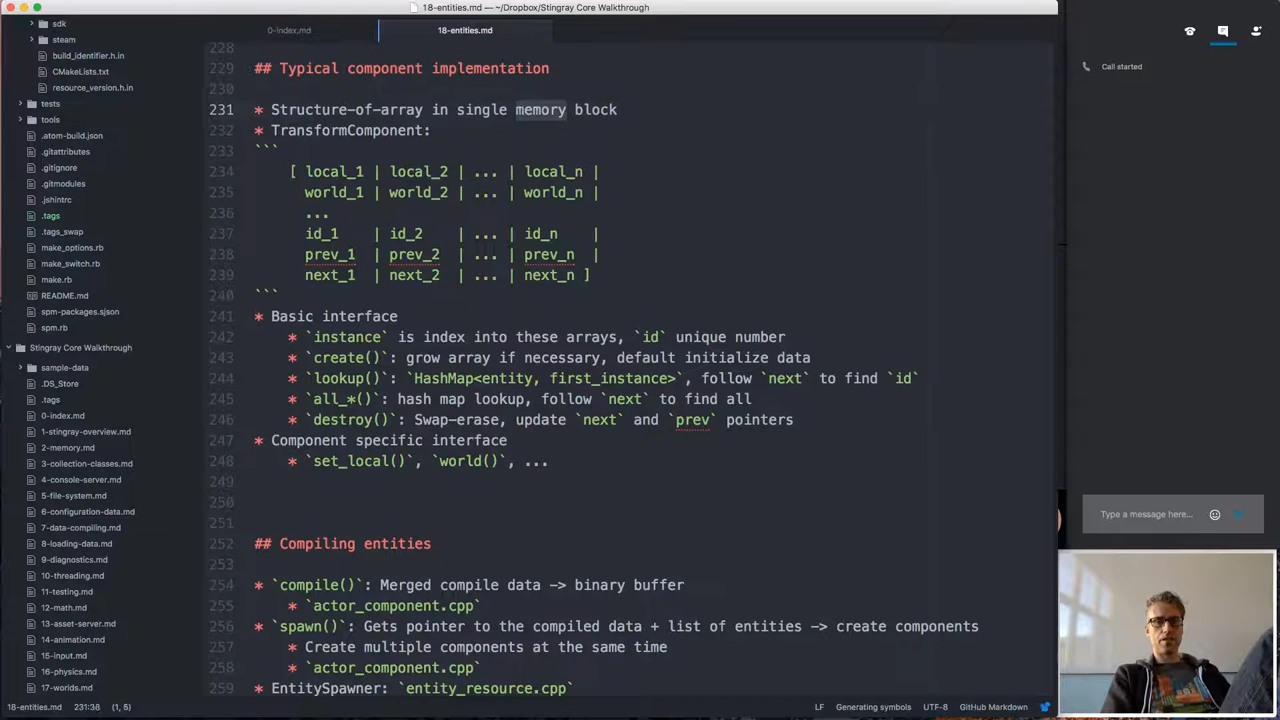 18-entities.md — ~/Dropbox/Stingray Core Walkthrough
sdk
steam
build_identifier.h.in
CMakeLists.txt
resource_version.h.in
tests
tools
.atom-build.json
.gitattributes
.gitignore
.gitmodules
.jshintrc
.tags
.tags_swap
make_options.rb
make_switch.rb
make.rb
README.md
spm-packages.sjson
spm.rb
Stingray Core Walkthrough
sample-data
.DS_Store
.tags
0-index.md
1-stingray-overview.md
2-memory.md
3-collection-classes.md
4-console-server.md
5-file-system.md
6-configuration-data.md
7-data-compiling.md
8-loading-data.md
9-diagnostics.md
10-threading.md
11-testing.md
12-math.md
13-asset-server.md
14-animation.md
15-input.md
16-physics.md
17-worlds.md
0-index.md
18-entities.md
228
229 ## Typical component implementation
230
231 * Structure-of-array in single memory block
232 * TransformComponent:
233 ```
234 [ local_1 | local_2 | ... | local_n |
235 world_1 | world_2 | ... | world_n |
236 ...
237 id_1 | id_2 | ... | id_n |
238 prev_1 | prev_2 | ... | prev_n |
239 next_1 | next_2 | ... | next_n ]
240 ```
241 * Basic interface
242 * `instance` is index into these arrays, `id` unique number
243 * `create()`: grow array if necessary, default initialize data
244 * `lookup()`: `HashMap<entity, first_instance>`, follow `next` to find `id`
245 * `all_*()`: hash map lookup, follow `next` to find all
246 * `destroy()`: Swap-erase, update `next` and `prev` pointers
247 * Component specific interface
248 * `set_local()`, `world()`, ...
249
250
251
252 ## Compiling entities
253
254 * `compile()`: Merged compile data -> binary buffer
255 * `actor_component.cpp`
256 * `spawn()`: Gets pointer to the compiled data + list of entities -> create components
257 * Create multiple components at the same time
258 * `actor_component.cpp`
259 * EntitySpawner: `entity_resource.cpp`
18-entities.md 231:38 (1, 5)
LF Generating symbols UTF-8 GitHub Markdown
Call started
Type a message here...